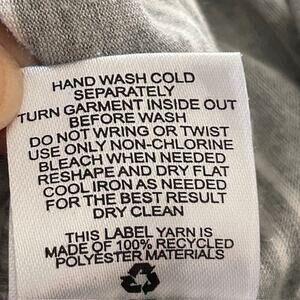 HAND WASH COLD
SEPARATELY
TURN GARMENT INSIDE OUT
BEFORE WASH
DO NOT WRING OR TWIST
USE ONLY NON-CHLORINE
BLEACH WHEN NEEDED
RESHAPE AND DRY FLAT
COOL IRON AS NEEDED
FOR THE BEST RESULT
DRY CLEAN
THIS LABEL YARN IS
MADE OF 100% RECYCLED
POLYESTER MATERIALS